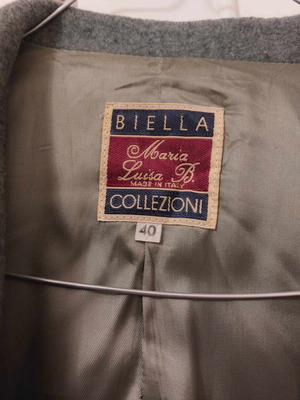 BIELLA
Maria
Luisa B.
MADE IN ITALY
COLLEZIONI
40